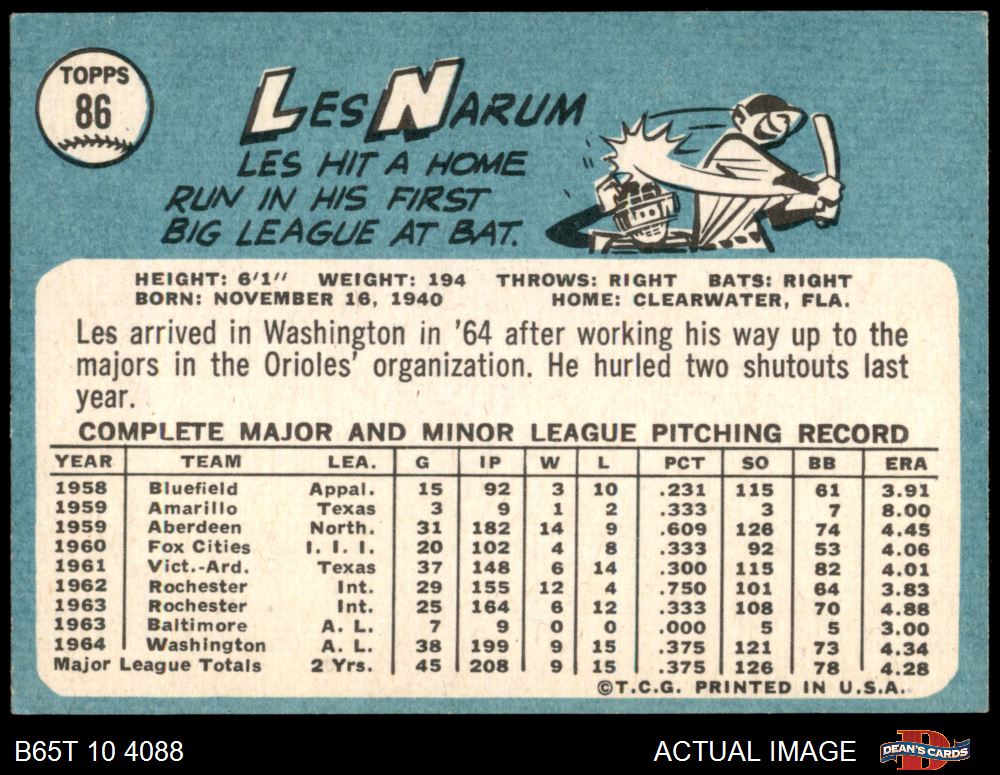 TOPPS
86
LES NARUM
LES HIT A HOME
RUN IN HIS FIRST
BIG LEAGUE AT BAT.
HEIGHT: 6'1" WEIGHT: 194 THROWS: RIGHT BATS: RIGHT
BORN: NOVEMBER 16, 1940 HOME: CLEARWATER, FLA.
Les arrived in Washington in '64 after working his way up to the
majors in the Orioles' organization. He hurled two shutouts last
year.
COMPLETE MAJOR AND MINOR LEAGUE PITCHING RECORD
YEAR TEAM LEA. G IP W L PCT SO BB ERA
1958 Bluefield Appal. 15 92 3 10 .231 115 61 3.91
1959 Amarillo Texas 3 9 1 2 .333 3 7 8.00
1959 Aberdeen North. 31 182 14 9 .609 126 74 4.45
1960 Fox Cities I. I. I. 20 102 4 8 .333 92 53 4.06
1961 Vict.-Ard. Texas 37 148 6 14 .300 115 82 4.01
1962 Rochester Int. 29 155 12 4 .750 101 64 3.83
1963 Rochester Int. 25 164 6 12 .333 108 70 4.88
1963 Baltimore A. L. 7 9 0 0 .000 5 5 3.00
1964 Washington A. L. 38 199 9 15 .375 121 73 4.34
Major League Totals 2 Yrs. 45 208 9 15 .375 126 78 4.28
©T.C.G. PRINTED IN U.S.A.
B65T 10 4088 ACTUAL IMAGE DEAN'S CARDS